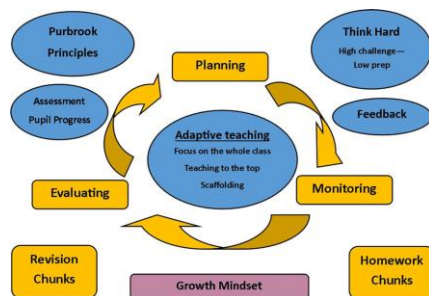 Purbrook
Principles
Think Hard
High challenge—
Low prep
Planning
Assessment
Pupil Progress
Feedback
Adaptive teaching
Focus on the whole class
Teaching to the top
Scaffolding
Evaluating
Monitoring
Revision
Chunks
Homework
Chunks
Growth Mindset